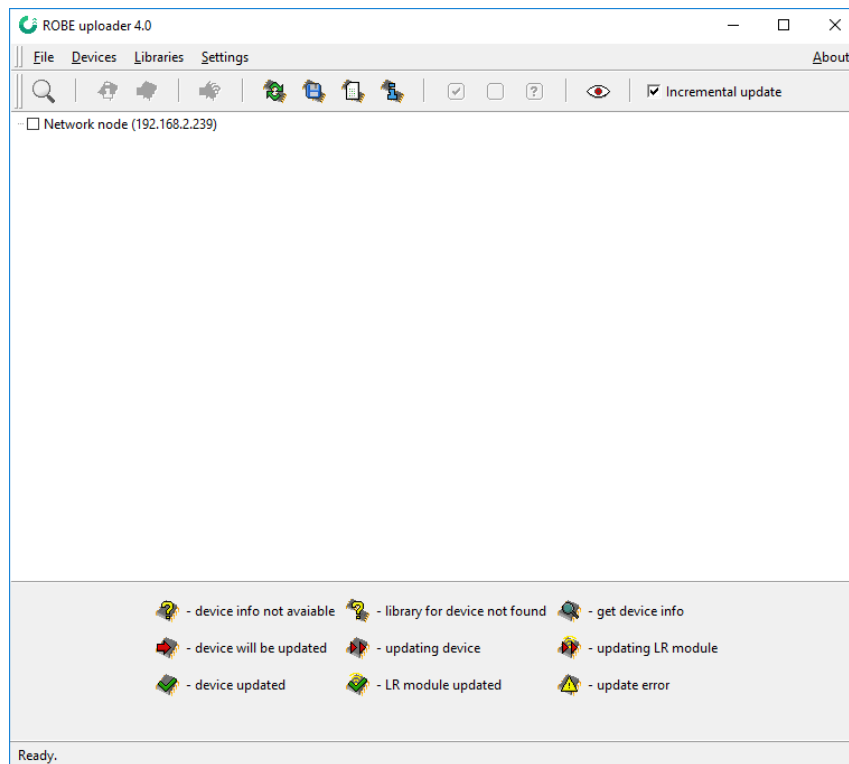 ROBE uploader 4.0
File Devices Libraries Settings About
Incremental update
Network node (192.168.2.239)
- device info not avaiable - library for device not found - get device info
- device will be updated - updating device - updating LR module
- device updated - LR module updated - update error
Ready.